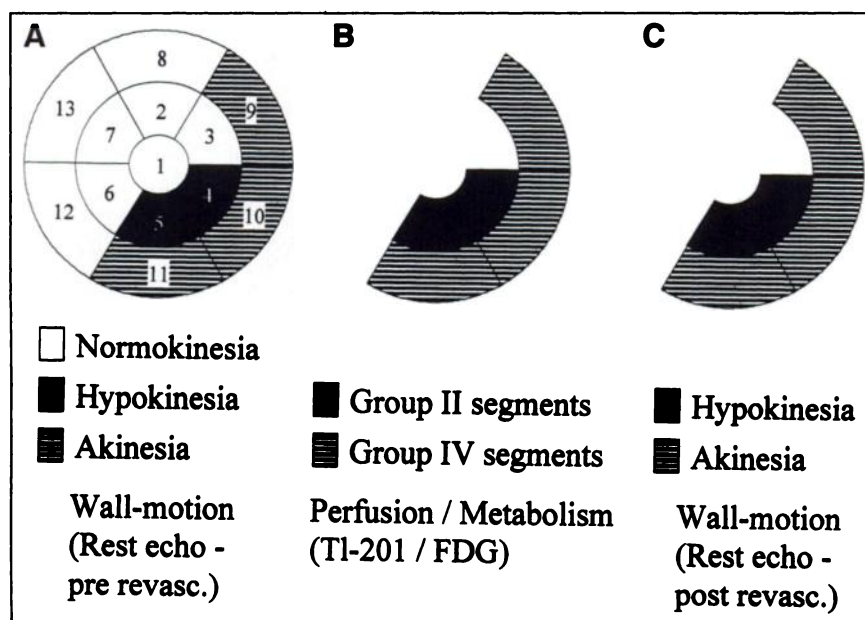 A
B
C
8
13
2
9
7
3
1
6
4
12
5
10
11
Normokinesia
Hypokinesia
Akinesia
Wall-motion
(Rest echo -
pre revasc.)
Group II segments
Group IV segments
Perfusion / Metabolism
(Tl-201 / FDG)
Hypokinesia
Akinesia
Wall-motion
(Rest echo -
post revasc.)